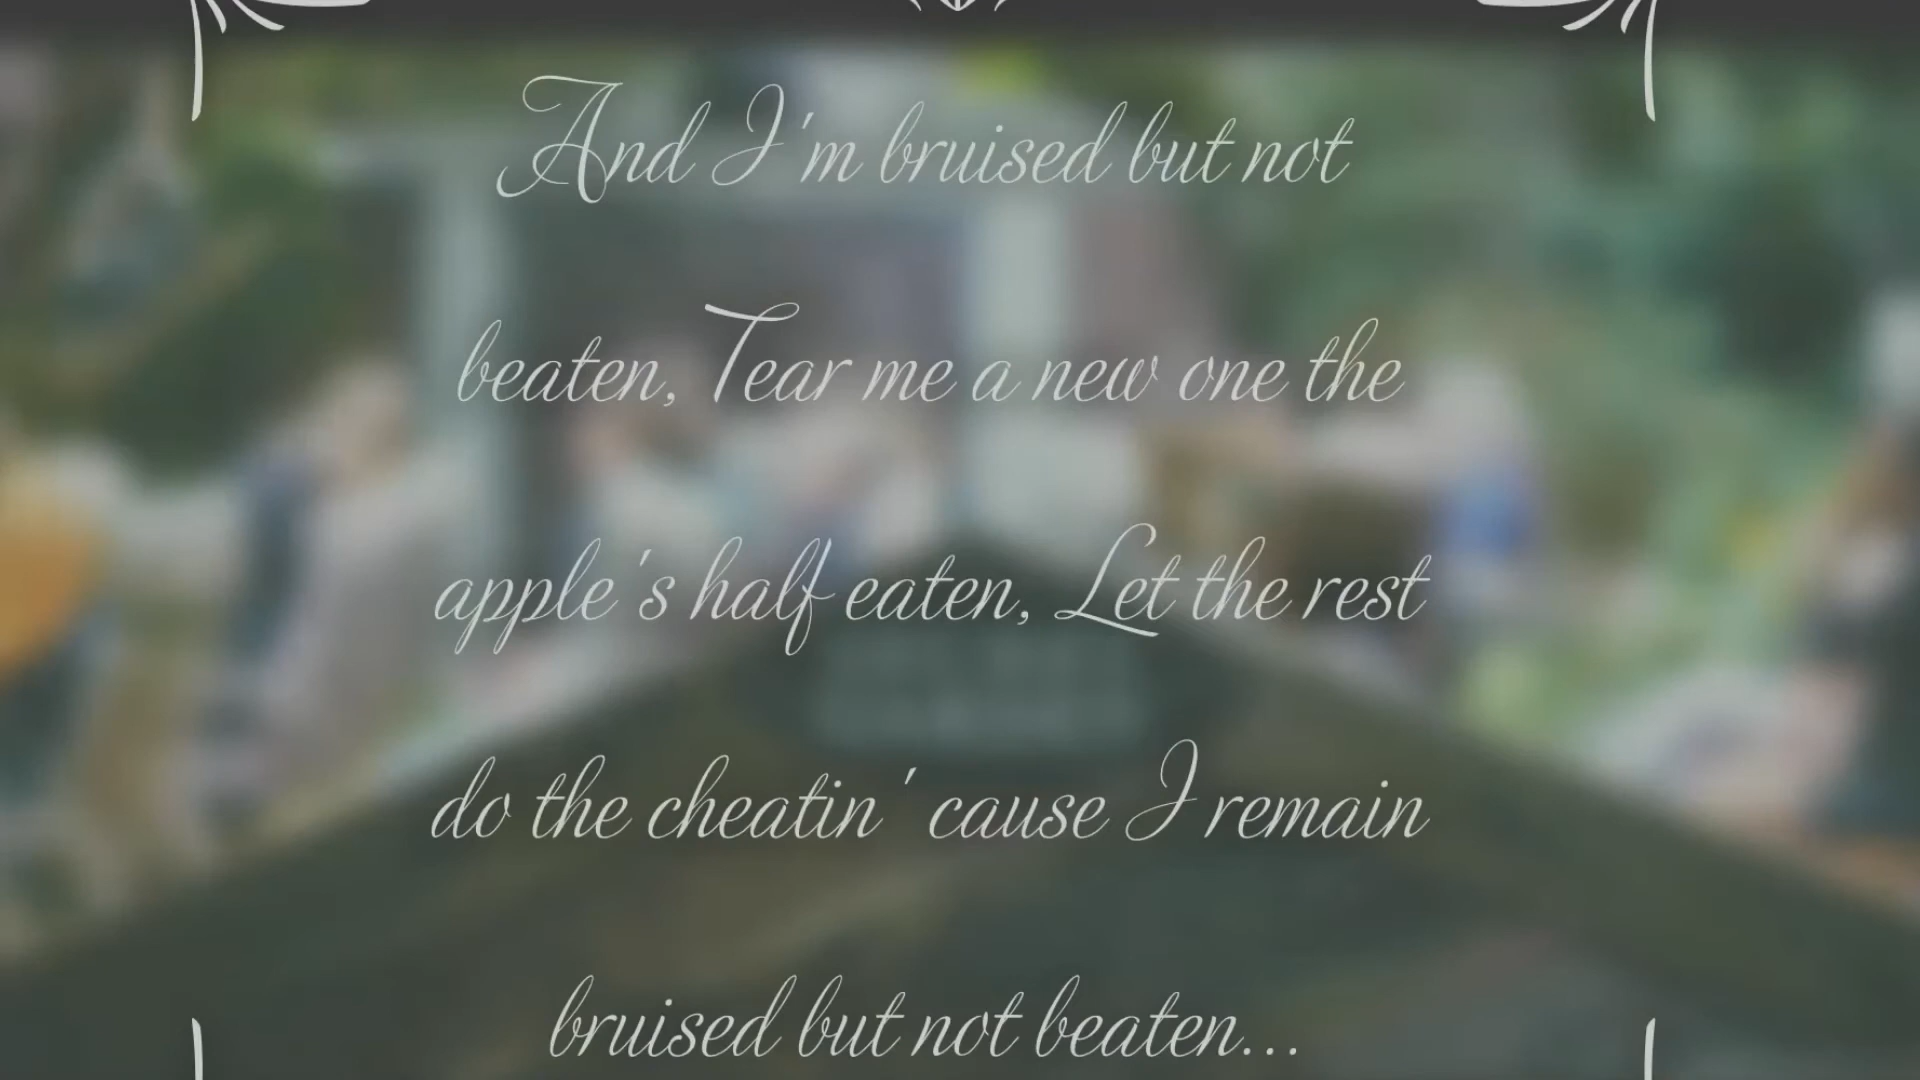 And I'm bruised but not
beaten, Tear me a new one the
apple's half eaten, Let the rest
do the cheatin' cause I remain
bruised but not beaten...